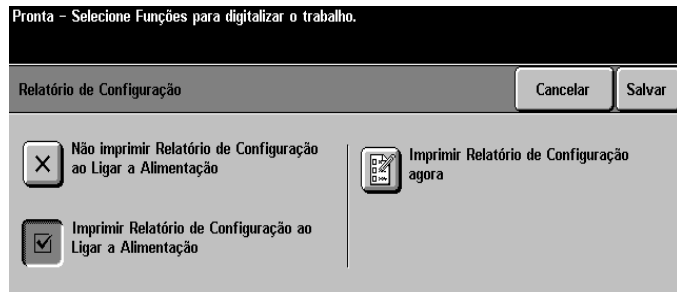 Pronta - Selecione Funções para digitalizar o trabalho.
Relatório de Configuração
Cancelar
Salvar
Não imprimir Relatório de Configuração
ao Ligar a Alimentação
Imprimir Relatório de Configuração ao
Ligar a Alimentação
Imprimir Relatório de Configuração
agora